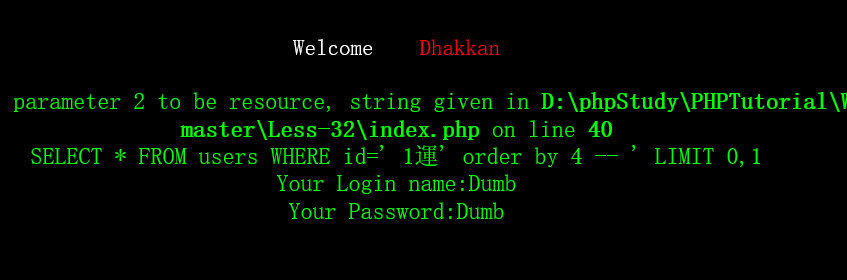 Welcome Dhakkan
parameter 2 to be resource, string given in D:\phpStudy\PHPTutorial\W
master\Less-32\index.php on line 40
SELECT * FROM users WHERE id=' 1運' order by 4 -- ' LIMIT 0,1
Your Login name:Dumb
Your Password:Dumb